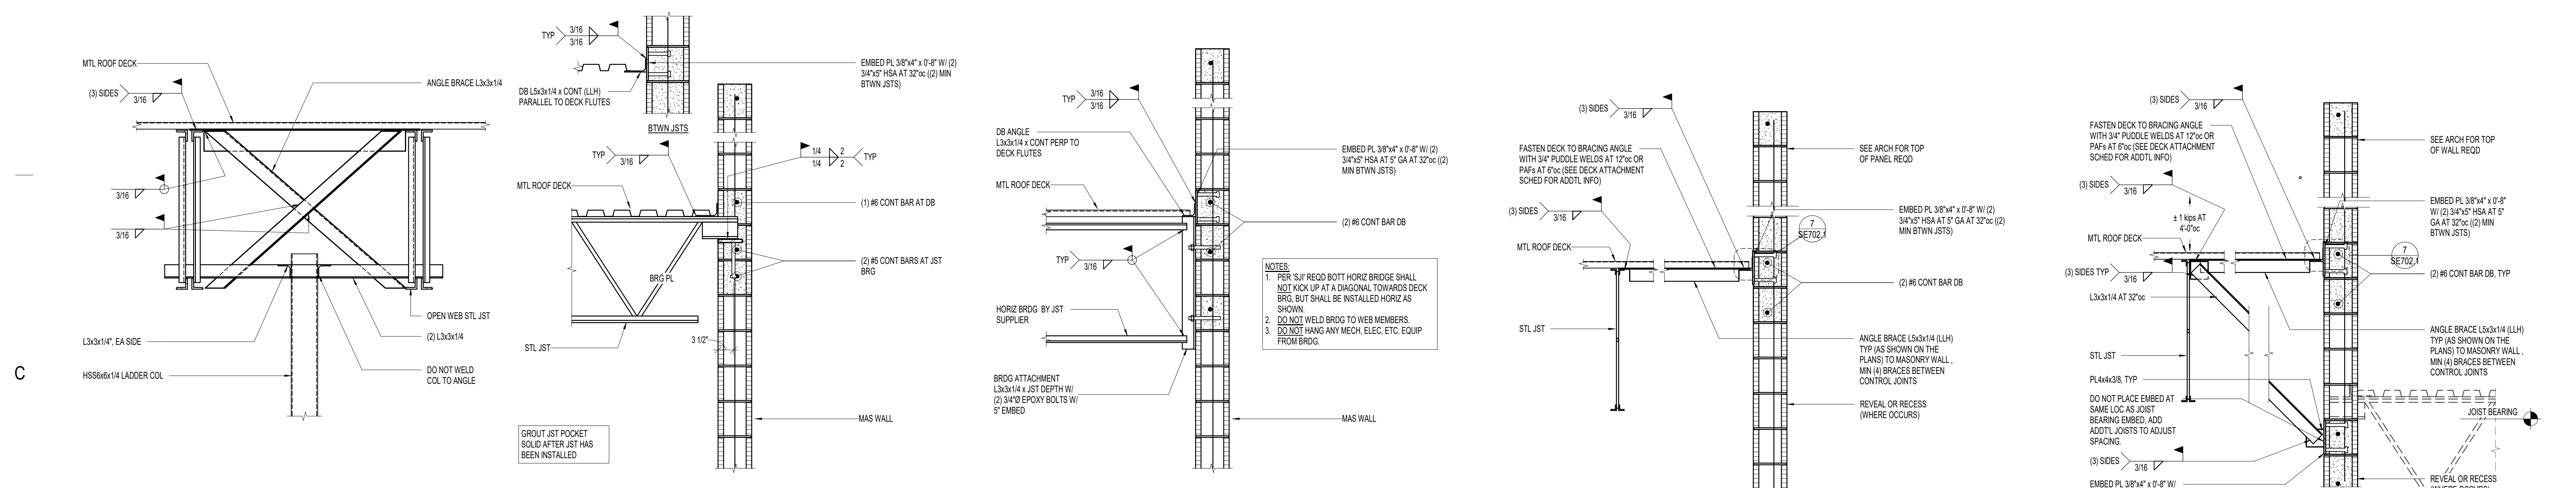 C
MTL ROOF DECK
(3) SIDES
3/16
ANGLE BRACE L3x3x1/4
3/16
3/16
OPEN WEB STL JST
L3x3x1/4", EA SIDE
(2) L3x3x1/4
HSS6x6x1/4 LADDER COL
DO NOT WELD
COL TO ANGLE
TYP
3/16
3/16
EMBED PL 3/8"x4" x 0'-8" W/ (2)
3/4"x5" HSA AT 32"oc ((2) MIN
BTWN JSTS)
DB L5x3x1/4 x CONT (LLH)
PARALLEL TO DECK FLUTES
BTWN JSTS
TYP
3/16
1/4
1/4
2
2
TYP
MTL ROOF DECK
(1) #6 CONT BAR AT DB
(2) #5 CONT BARS AT JST
BRG
BRG PL
STL JST
3 1/2"
MAS WALL
GROUT JST POCKET
SOLID AFTER JST HAS
BEEN INSTALLED
TYP
3/16
3/16
DB ANGLE
L3x3x1/4 x CONT PERP TO
DECK FLUTES
EMBED PL 3/8"x4" x 0'-8" W/ (2)
3/4"x5" HSA AT 5" GA AT 32"oc ((2)
MIN BTWN JSTS)
MTL ROOF DECK
(2) #6 CONT BAR DB
TYP
3/16
NOTES:
1. PER 'SJI' REQD BOTT HORIZ BRIDGE SHALL
NOT KICK UP AT A DIAGONAL TOWARDS DECK
BRG, BUT SHALL BE INSTALLED HORIZ AS
SHOWN.
2. DO NOT WELD BRDG TO WEB MEMBERS.
3. DO NOT HANG ANY MECH, ELEC, ETC. EQUIP
FROM BRDG.
HORIZ BRDG BY JST
SUPPLIER
BRDG ATTACHMENT
L3x3x1/4 x JST DEPTH W/
(2) 3/4"Ø EPOXY BOLTS W/
5" EMBED
MAS WALL
(3) SIDES
3/16
FASTEN DECK TO BRACING ANGLE
WITH 3/4" PUDDLE WELDS AT 12"oc OR
PAFs AT 6"oc (SEE DECK ATTACHMENT
SCHED FOR ADDTL INFO)
SEE ARCH FOR TOP
OF PANEL REQD
(3) SIDES
3/16
EMBED PL 3/8"x4" x 0'-8" W/ (2)
3/4"x5" HSA AT 5" GA AT 32"oc ((2)
MIN BTWN JSTS)
7
SE702.1
MTL ROOF DECK
(2) #6 CONT BAR DB
STL JST
ANGLE BRACE L5x3x1/4 (LLH)
TYP (AS SHOWN ON THE
PLANS) TO MASONRY WALL ,
MIN (4) BRACES BETWEEN
CONTROL JOINTS
REVEAL OR RECESS
(WHERE OCCURS)
(3) SIDES
3/16
FASTEN DECK TO BRACING ANGLE
WITH 3/4" PUDDLE WELDS AT 12"oc OR
PAFs AT 6"oc (SEE DECK ATTACHMENT
SCHED FOR ADDTL INFO)
SEE ARCH FOR TOP
OF WALL REQD
(3) SIDES
3/16
± 1 kips AT
4'-0"oc
EMBED PL 3/8"x4" x 0'-8"
W/ (2) 3/4"x5" HSA AT 5"
GA AT 32"oc ((2) MIN
BTWN JSTS)
MTL ROOF DECK
7
SE702.1
(3) SIDES TYP
3/16
(2) #6 CONT BAR DB, TYP
L3x3x1/4 AT 32"oc
ANGLE BRACE L5x3x1/4 (LLH)
TYP (AS SHOWN ON THE
PLANS) TO MASONRY WALL ,
MIN (4) BRACES BETWEEN
CONTROL JOINTS
STL JST
PL4x4x3/8, TYP
DO NOT PLACE EMBED AT
SAME LOC AS JOIST
BEARING EMBED, ADD
ADDT'L JOISTS TO ADJUST
SPACING.
JOIST BEARING
(3) SIDES
3/16
EMBED PL 3/8"x4" x 0'-8" W/
REVEAL OR RECESS